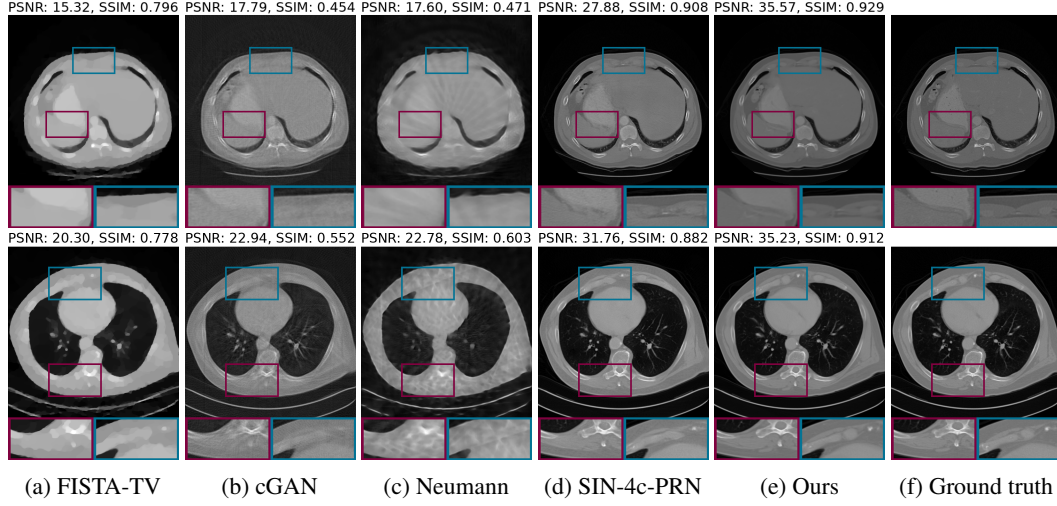 PSNR: 15.32, SSIM: 0.796 PSNR: 17.79, SSIM: 0.454 PSNR: 17.60, SSIM: 0.471 PSNR: 27.88, SSIM: 0.908 PSNR: 35.57, SSIM: 0.929
PSNR: 20.30, SSIM: 0.778 PSNR: 22.94, SSIM: 0.552 PSNR: 22.78, SSIM: 0.603 PSNR: 31.76, SSIM: 0.882 PSNR: 35.23, SSIM: 0.912
(a) FISTA-TV (b) cGAN (c) Neumann (d) SIN-4c-PRN (e) Ours (f) Ground truth